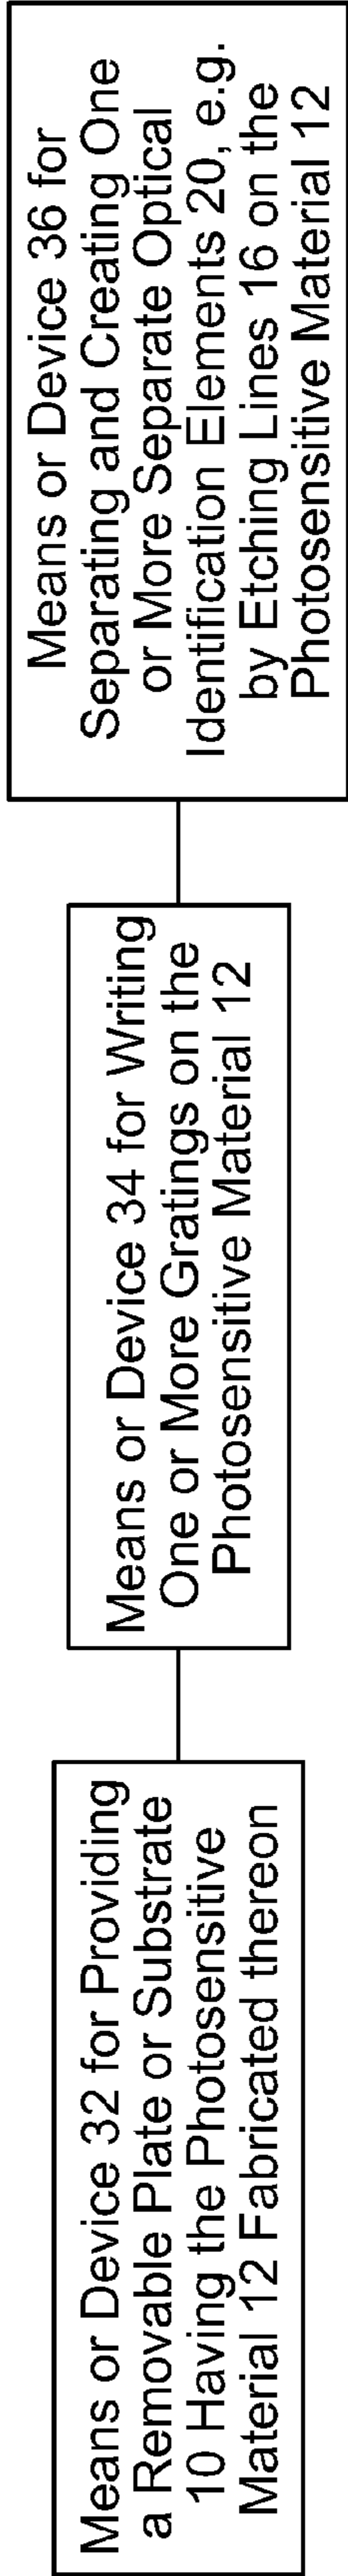 Means or Device 32 for Providing
a Removable Plate or Substrate
10 Having the Photosensitive
Material 12 Fabricated thereon
Means or Device 34 for Writing
One or More Gratings on the
Photosensitive Material 12
Means or Device 36 for
Separating and Creating One
or More Separate Optical
Identification Elements 20, e.g.
by Etching Lines 16 on the
Photosensitive Material 12